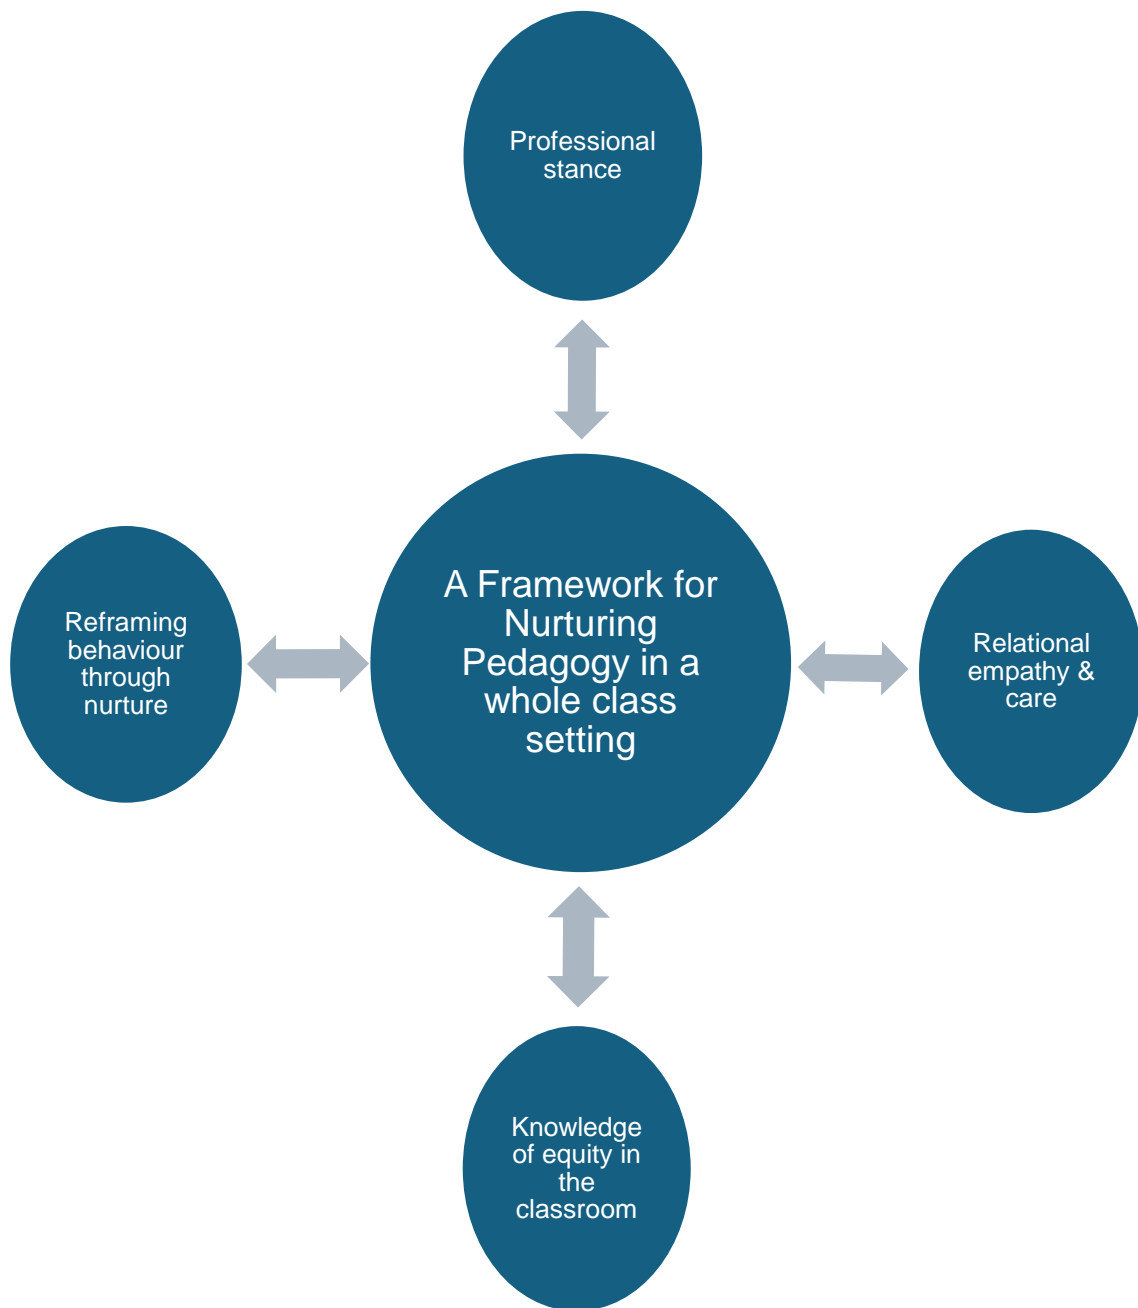 Professional
stance
A Framework for
Nurturing
Pedagogy in a
whole class
setting
Reframing
behaviour
through
nurture
Relational
empathy &
care
Knowledge
of equity in
the
classroom